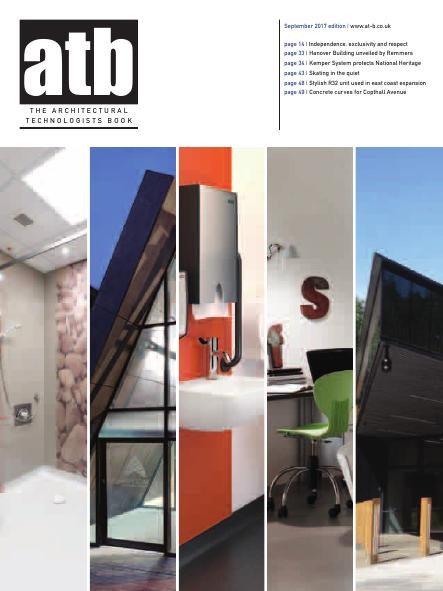 atb
THE ARCHITECTURAL
TECHNOLOGISTS BOOK
September 2017 edition | www.at-b.co.uk
page 14 | Independence, exclusivity and respect
page 33 | Hanover Building unveiled by Remmers
page 34 | Kemper System protects National Heritage
page 43 | Skating in the quiet
page 48 | Stylish R32 unit used in east coast expansion
page 49 | Concrete curves for Copthall Avenue
S